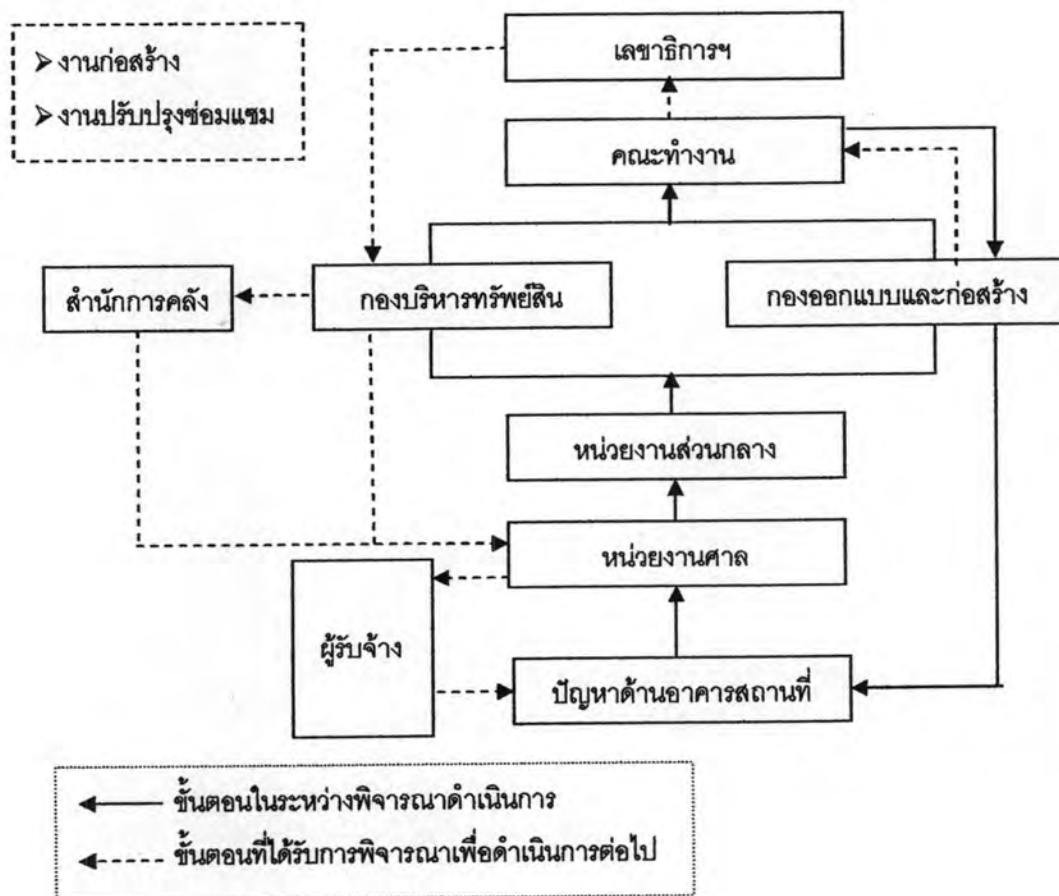 ➢ งานก่อสร้าง
➢ งานปรับปรุงซ่อมแซม
เลขาธิการฯ
คณะทำงาน
สำนักการคลัง
กองบริหารทรัพย์สิน
กองออกแบบและก่อสร้าง
หน่วยงานส่วนกลาง
หน่วยงานศาล
ผู้รับจ้าง
ปัญหาด้านอาคารสถานที่
ขั้นตอนในระหว่างพิจารณาดำเนินการ
ขั้นตอนที่ได้รับการพิจารณาเพื่อดำเนินการต่อไป